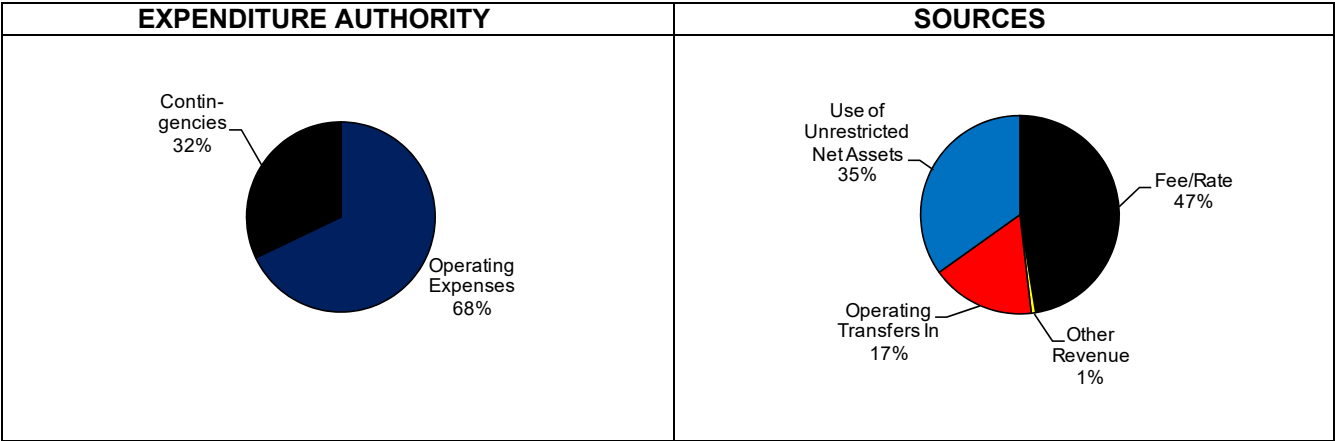 EXPENDITURE AUTHORITY
Contin-
gencies
32%
Operating
Expenses
68%
SOURCES
Use of
Unrestricted
Net Assets
35%
Fee/Rate
47%
Operating
Transfers In
17%
Other
Revenue
1%